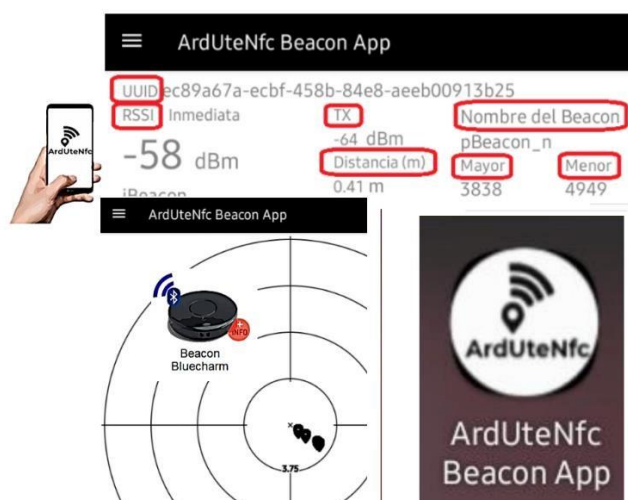 ArdUteNfc Beacon App
UUID ec89a67a-ecbf-458b-84e8-aeeb00913b25
RSSI Inmediata TX Nombre del Beacon
-64 dBm pBeacon_n
-58 dBm Distancia (m) Mayor Menor
iBeacon 0.41 m 3838 4949
ArdUteNfc
ArdUteNfc Beacon App
+
INFO
Beacon
Bluecharm
3.75
ArdUteNfc
ArdUteNfc
Beacon App